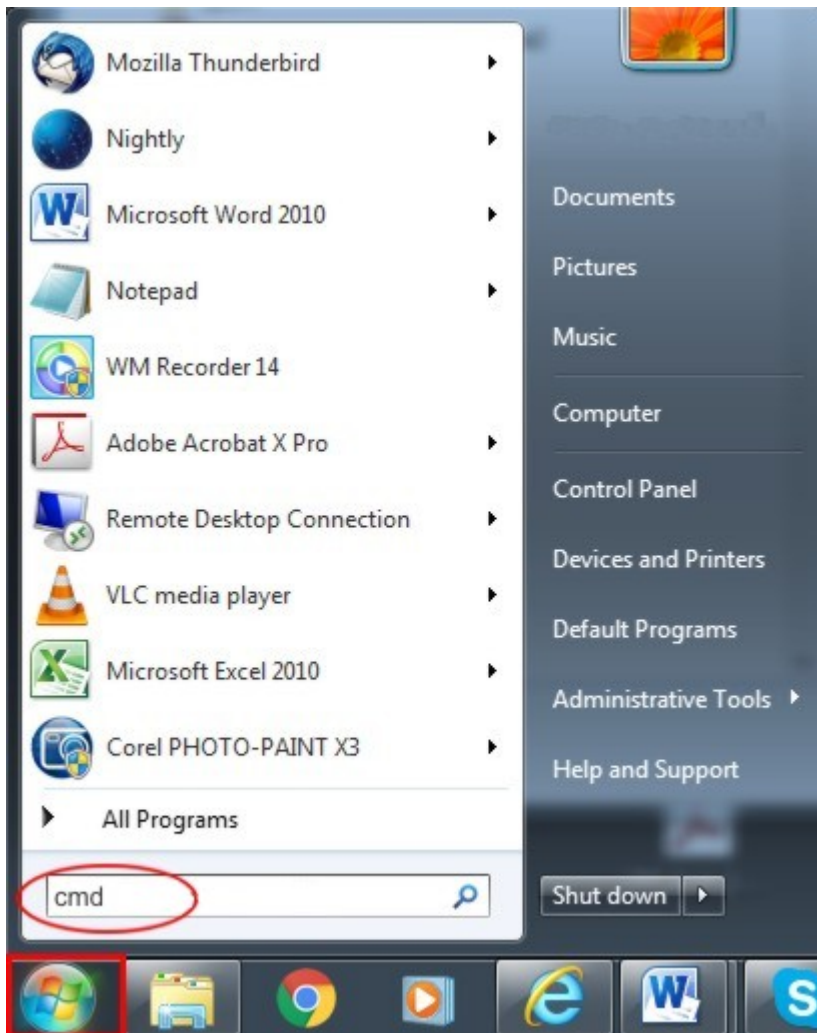 Mozilla Thunderbird
Nightly
Microsoft Word 2010
Notepad
WM Recorder 14
Adobe Acrobat X Pro
Remote Desktop Connection
VLC media player
Microsoft Excel 2010
Corel PHOTO-PAINT X3
All Programs
cmd
Documents
Pictures
Music
Computer
Control Panel
Devices and Printers
Default Programs
Administrative Tools
Help and Support
Shut down